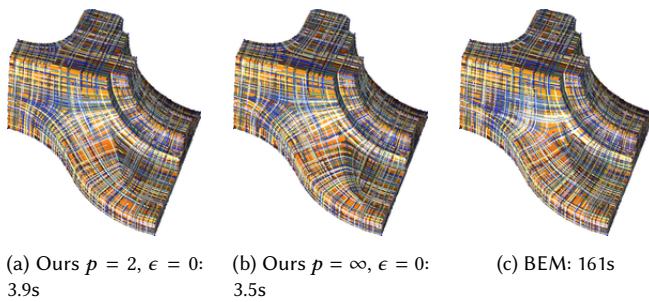 (a) Ours p = 2, ϵ = 0:
3.9s
(b) Ours p = ∞, ϵ = 0:
3.5s
(c) BEM: 161s